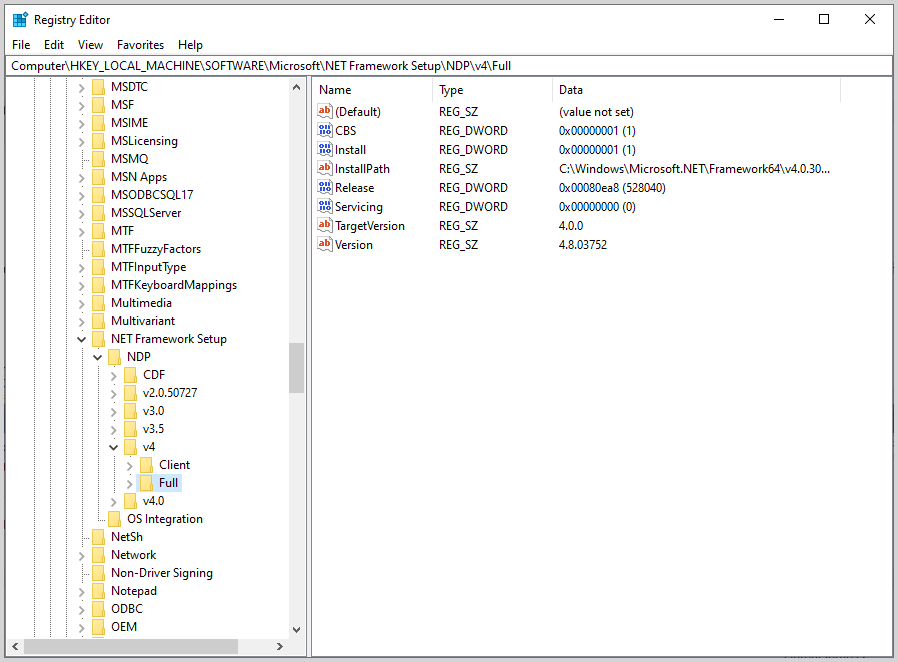 Registry Editor
File Edit View Favorites Help
Computer\HKEY_LOCAL_MACHINE\SOFTWARE\Microsoft\NET Framework Setup\NDP\v4\Full
MSDTC
MSF
MSIME
MSLicensing
MSMQ
MSN Apps
MSODBCSQL17
MSSQLServer
MTF
MTFFuzzyFactors
MTFInputType
MTFKeyboardMappings
Multimedia
Multivariant
NET Framework Setup
NDP
CDF
v2.0.50727
v3.0
v3.5
v4
Client
Full
v4.0
OS Integration
NetSh
Network
Non-Driver Signing
Notepad
ODBC
OEM
Name Type Data
(Default) REG_SZ (value not set)
CBS REG_DWORD 0x00000001 (1)
Install REG_DWORD 0x00000001 (1)
InstallPath REG_SZ C:\Windows\Microsoft.NET\Framework64\v4.0.30...
Release REG_DWORD 0x00080ea8 (528040)
Servicing REG_DWORD 0x00000000 (0)
TargetVersion REG_SZ 4.0.0
Version REG_SZ 4.8.03752